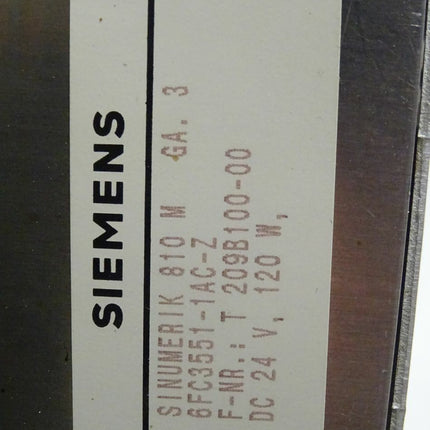 SIEMENS
SINUMERIK 810 M GA. 3
6FC3551-1AC-Z
F-NR.: T 209B100-00
DC 24 V, 120 W,